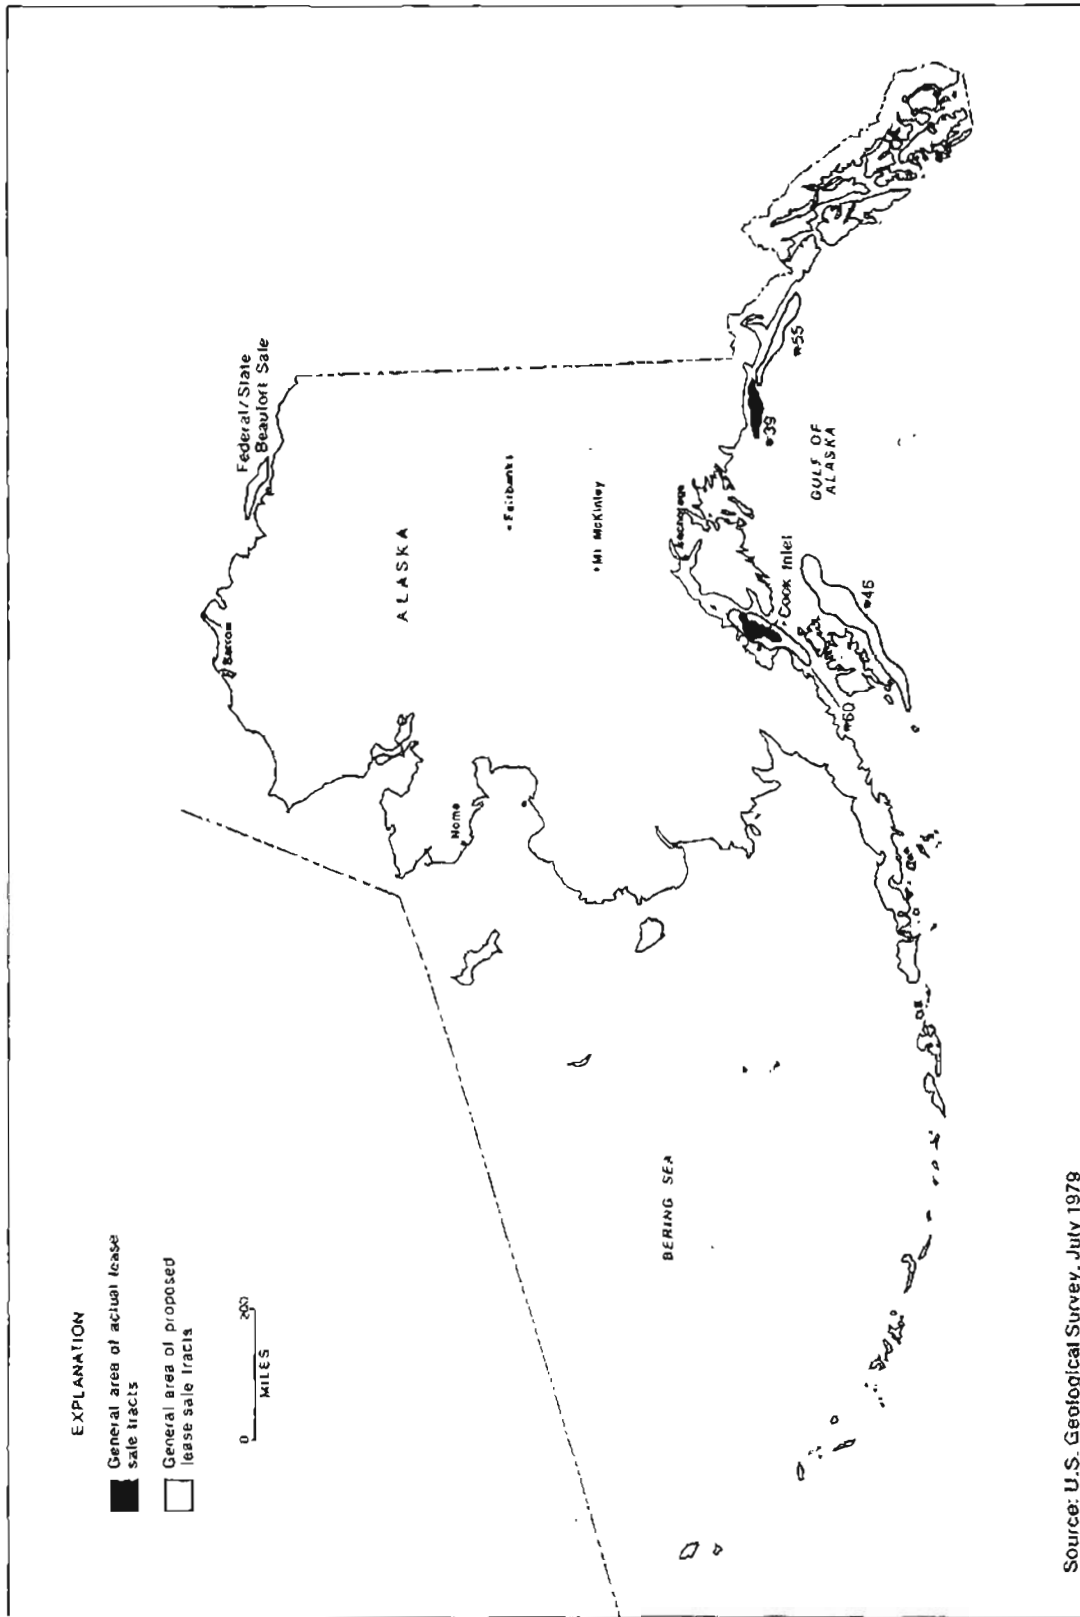 EXPLANATION
General area of actual lease
sale tracts
General area of proposed
lease sale tracts
0 200
MILES
Federal/State
Beaufort Sale
Barrow
ALASKA
Fairbanks
Mt McKinley
Nome
Anchorage
Cook Inlet
#39
#55
GULF OF
ALASKA
#46
#60
BERING SEA
Source: U.S. Geological Survey, July 1979